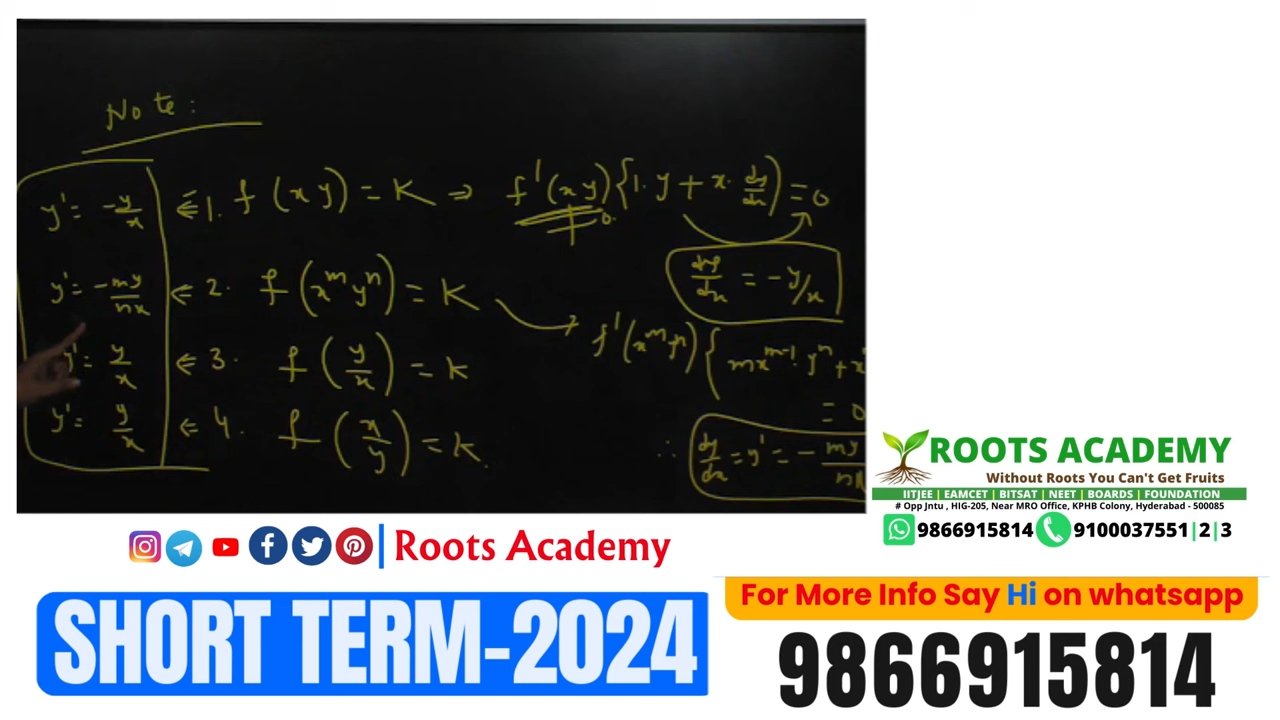 Note:
y' = -y/x ⇐ 1. f(xy) = K ⇒ f'(xy){1.y + x.dy/dx) = 0
0.
dy/dx = -y/x
y' = -my/nx ⇐ 2. f(x^m y^n) = K
f'(x^m y^n){mx^{m-1}.y^n + x
= 0
y' = y/x ⇐ 3. f(y/x) = k
y' = y/x ⇐ 4. f(x/y) = K.
∴ dy/dx = y' = -my/nx
ROOTS ACADEMY
Without Roots You Can't Get Fruits
IITJEE | EAMCET | BITSAT | NEET | BOARDS | FOUNDATION
# Opp Jntu , HIG-205, Near MRO Office, KPHB Colony, Hyderabad - 500085
9866915814 9100037551|2|3
Roots Academy
SHORT TERM-2024
For More Info Say Hi on whatsapp
9866915814